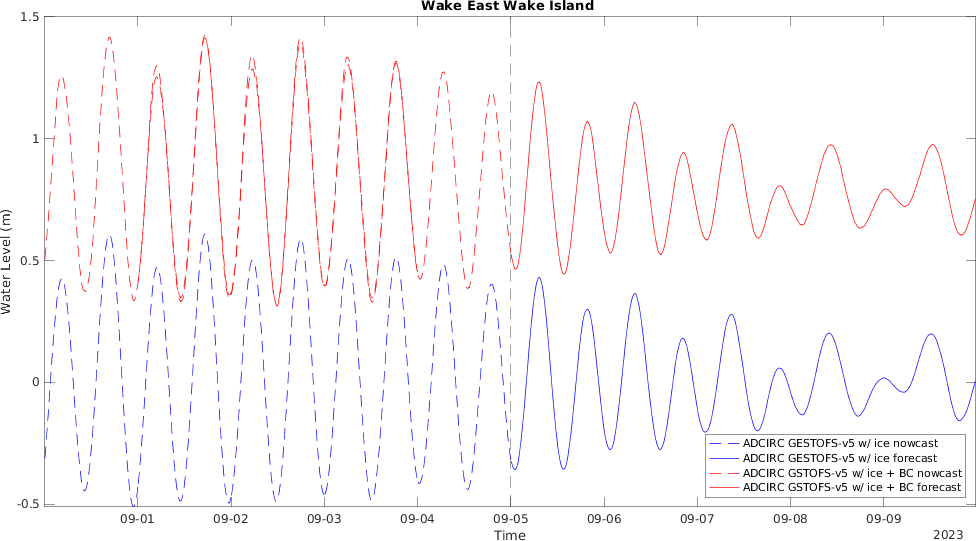 Wake East Wake Island
1.5
1
0.5
0
-0.5
Water Level (m)
ADCIRC GESTOFS-v5 w/ ice nowcast
ADCIRC GESTOFS-v5 w/ ice forecast
ADCIRC GSTOFS-v5 w/ ice + BC nowcast
ADCIRC GSTOFS-v5 w/ ice + BC forecast
09-01 09-02 09-03 09-04 09-05 09-06 09-07 09-08 09-09
Time
2023